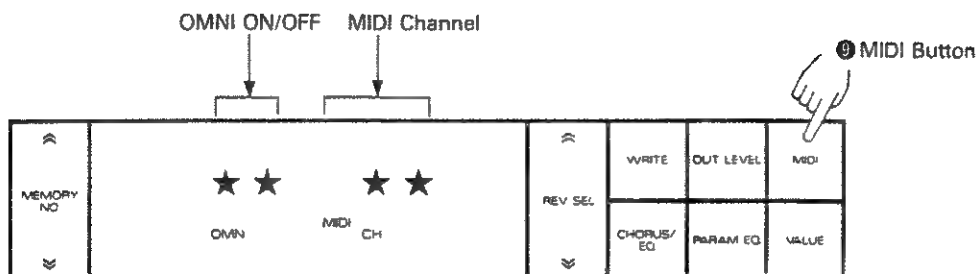 OMNI ON/OFF MIDI Channel
❾ MIDI Button
MEMORY
NO
★ ★ ★ ★
OMN
MIDI CH
REV SEL
WRITE OUT LEVEL MIDI
CHORUS/
EQ
PARAM EQ VALUE